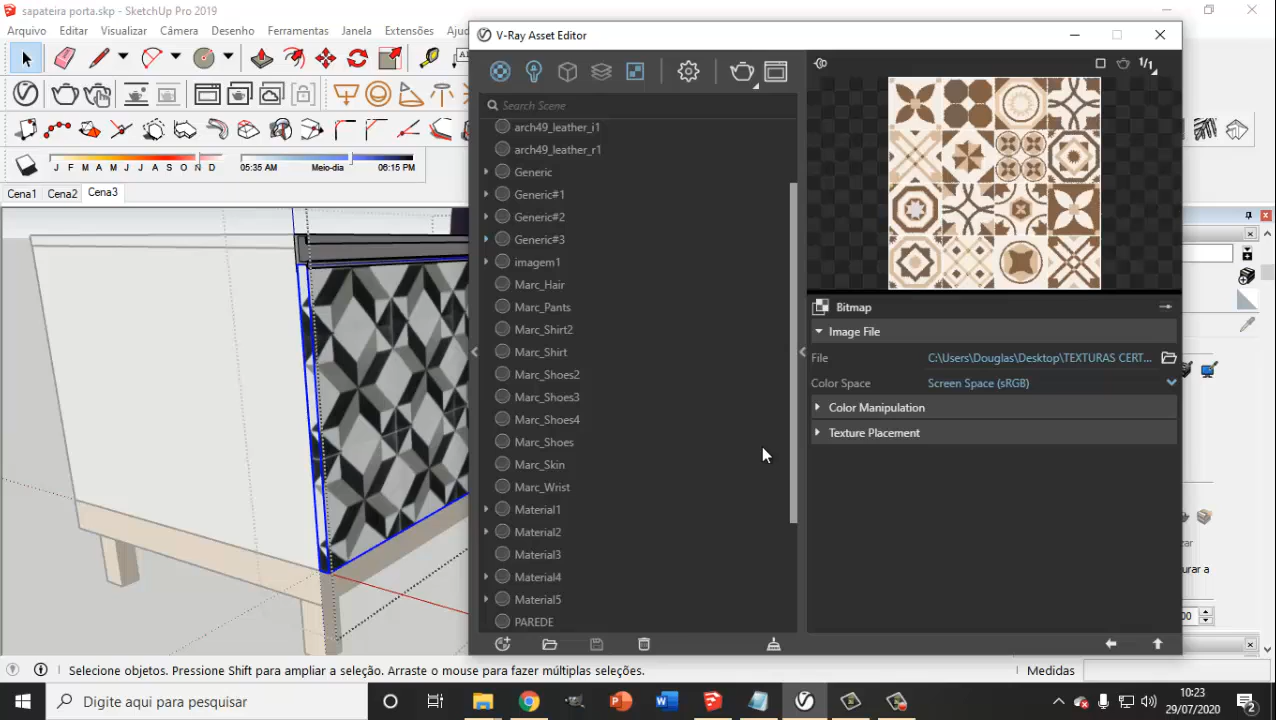 sapateira porta.skp - SketchUp Pro 2019
Arquivo Editar Visualizar Câmera Desenho Ferramentas Janela Extensões
V-Ray Asset Editor
1/1
Search Scene
J F M A M J J A S O N D 05:35 AM Meio-dia 06:15 PM
Cena1 Cena2 Cena3
arch49_leather_i1
arch49_leather_r1
Generic
Generic#1
Generic#2
Generic#3
imagem1
Marc_Hair
Marc_Pants
Marc_Shirt2
Marc_Shirt
Marc_Shoes2
Marc_Shoes3
Marc_Shoes4
Marc_Shoes
Marc_Skin
Marc_Wrist
Material1
Material2
Material3
Material4
Material5
PAREDE
Bitmap
Image File
File C:\Users\Douglas\Desktop\TEXTURAS CERT...
Color Space Screen Space (sRGB)
Color Manipulation
Texture Placement
Selecione objetos. Pressione Shift para ampliar a seleção. Arraste o mouse para fazer múltiplas seleções.
Medidas
Digite aqui para pesquisar
10:23
29/07/2020
2